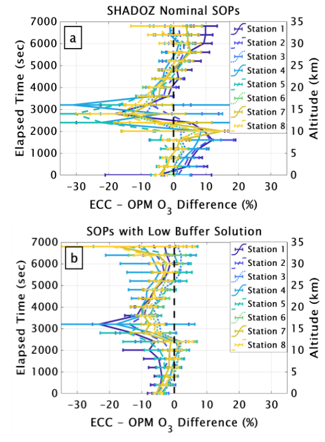 SHADOZ Nominal SOPs
a
Elapsed Time (sec)
7000
6000
5000
4000
3000
2000
1000
0
Station 1
Station 2
Station 3
Station 4
Station 5
Station 6
Station 7
Station 8
35
30
25
20
15
10
5
0
Altitude (km)
-30 -20 -10 0 10 20 30
ECC - OPM O3 Difference (%)
SOPs with Low Buffer Solution
b
Elapsed Time (sec)
7000
6000
5000
4000
3000
2000
1000
0
Station 1
Station 2
Station 3
Station 4
Station 5
Station 6
Station 7
Station 8
35
30
25
20
15
10
5
0
Altitude (km)
-30 -20 -10 0 10 20 30
ECC - OPM O3 Difference (%)